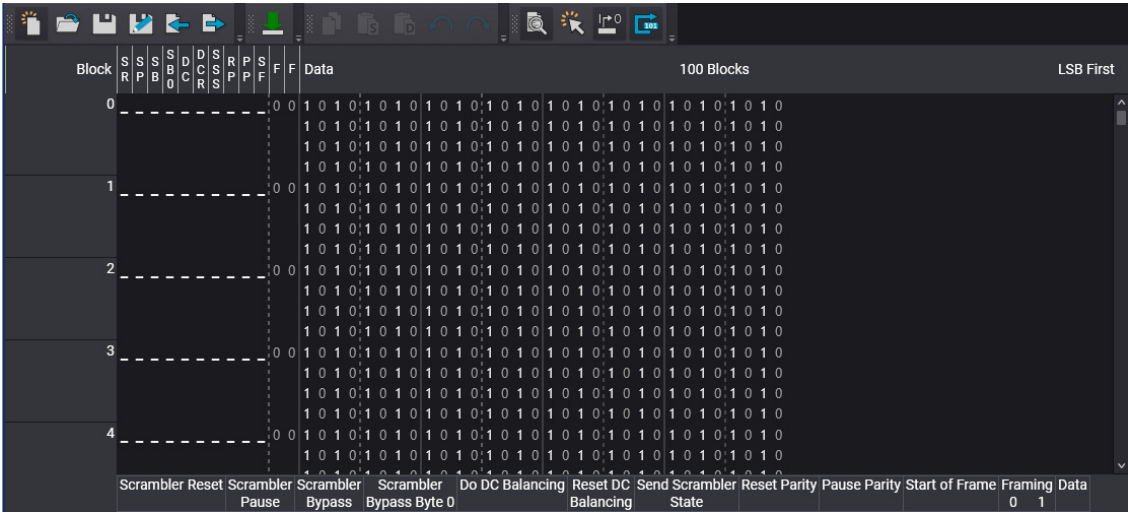 101
Block SR SP SB SB0 DC DCR SSS RP PP SF F F Data 100 Blocks LSB First
0 _ _ _ _ _ _ _ _ _ _ 0 0 1 0 1 0 1 0 1 0 1 0 1 0 1 0 1 0 1 0 1 0 1 0 1 0 1 0 1 0 1 0 1 0
1 0 1 0 1 0 1 0 1 0 1 0 1 0 1 0 1 0 1 0 1 0 1 0 1 0 1 0 1 0 1 0
1 0 1 0 1 0 1 0 1 0 1 0 1 0 1 0 1 0 1 0 1 0 1 0 1 0 1 0 1 0 1 0
1 0 1 0 1 0 1 0 1 0 1 0 1 0 1 0 1 0 1 0 1 0 1 0 1 0 1 0 1 0 1 0
1 _ _ _ _ _ _ _ _ _ _ 0 0 1 0 1 0 1 0 1 0 1 0 1 0 1 0 1 0 1 0 1 0 1 0 1 0 1 0 1 0 1 0 1 0
1 0 1 0 1 0 1 0 1 0 1 0 1 0 1 0 1 0 1 0 1 0 1 0 1 0 1 0 1 0 1 0
1 0 1 0 1 0 1 0 1 0 1 0 1 0 1 0 1 0 1 0 1 0 1 0 1 0 1 0 1 0 1 0
1 0 1 0 1 0 1 0 1 0 1 0 1 0 1 0 1 0 1 0 1 0 1 0 1 0 1 0 1 0 1 0
2 _ _ _ _ _ _ _ _ _ _ 0 0 1 0 1 0 1 0 1 0 1 0 1 0 1 0 1 0 1 0 1 0 1 0 1 0 1 0 1 0 1 0 1 0
1 0 1 0 1 0 1 0 1 0 1 0 1 0 1 0 1 0 1 0 1 0 1 0 1 0 1 0 1 0 1 0
1 0 1 0 1 0 1 0 1 0 1 0 1 0 1 0 1 0 1 0 1 0 1 0 1 0 1 0 1 0 1 0
1 0 1 0 1 0 1 0 1 0 1 0 1 0 1 0 1 0 1 0 1 0 1 0 1 0 1 0 1 0 1 0
3 _ _ _ _ _ _ _ _ _ _ 0 0 1 0 1 0 1 0 1 0 1 0 1 0 1 0 1 0 1 0 1 0 1 0 1 0 1 0 1 0 1 0 1 0
1 0 1 0 1 0 1 0 1 0 1 0 1 0 1 0 1 0 1 0 1 0 1 0 1 0 1 0 1 0 1 0
1 0 1 0 1 0 1 0 1 0 1 0 1 0 1 0 1 0 1 0 1 0 1 0 1 0 1 0 1 0 1 0
1 0 1 0 1 0 1 0 1 0 1 0 1 0 1 0 1 0 1 0 1 0 1 0 1 0 1 0 1 0 1 0
4 _ _ _ _ _ _ _ _ _ _ 0 0 1 0 1 0 1 0 1 0 1 0 1 0 1 0 1 0 1 0 1 0 1 0 1 0 1 0 1 0 1 0 1 0
1 0 1 0 1 0 1 0 1 0 1 0 1 0 1 0 1 0 1 0 1 0 1 0 1 0 1 0 1 0 1 0
Scrambler Reset Scrambler Scrambler Scrambler Do DC Balancing Reset DC Send Scrambler Reset Parity Pause Parity Start of Frame Framing Data
Pause Bypass Bypass Byte 0 Balancing State 0 1